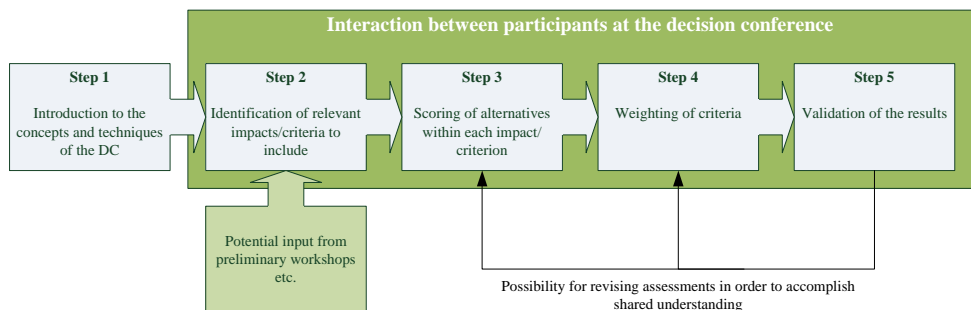 Interaction between participants at the decision conference
Step 1
Introduction to the
concepts and techniques
of the DC
Step 2
Identification of relevant
impacts/criteria to
include
Step 3
Scoring of alternatives
within each impact/
criterion
Step 4
Weighting of criteria
Step 5
Validation of the results
Potential input from
preliminary workshops
etc.
Possibility for revising assessments in order to accomplish
shared understanding